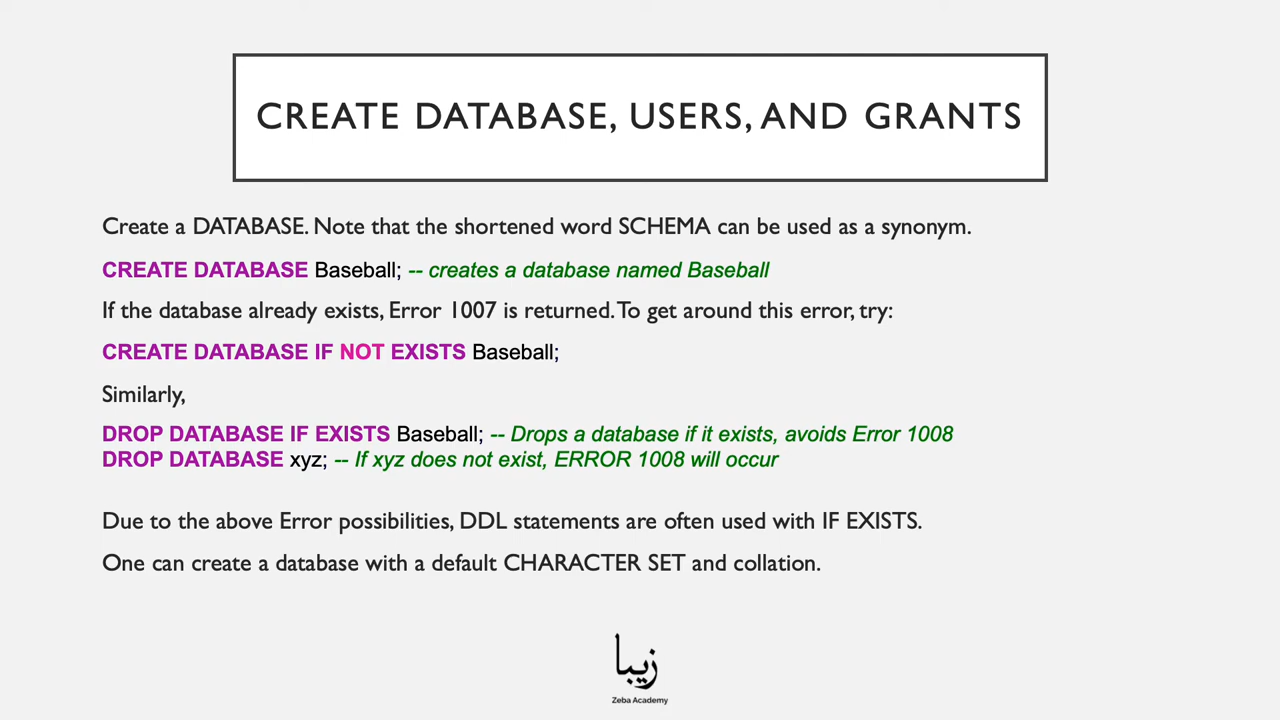 CREATE DATABASE, USERS, AND GRANTS
Create a DATABASE. Note that the shortened word SCHEMA can be used as a synonym.
CREATE DATABASE Baseball; -- creates a database named Baseball
If the database already exists, Error 1007 is returned. To get around this error, try:
CREATE DATABASE IF NOT EXISTS Baseball;
Similarly,
DROP DATABASE IF EXISTS Baseball; -- Drops a database if it exists, avoids Error 1008
DROP DATABASE xyz; -- If xyz does not exist, ERROR 1008 will occur
Due to the above Error possibilities, DDL statements are often used with IF EXISTS.
One can create a database with a default CHARACTER SET and collation.
زیبا
Zeba Academy